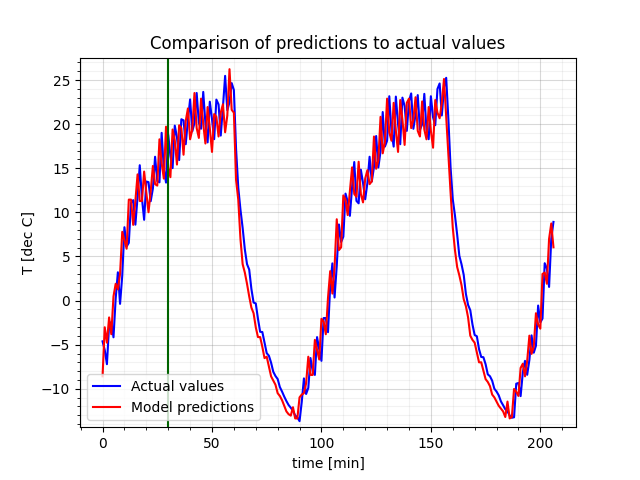 Comparison of predictions to actual values
T [dec C]
25
20
15
10
5
0
−5
−10
Actual values
Model predictions
0 50 100 150 200
time [min]